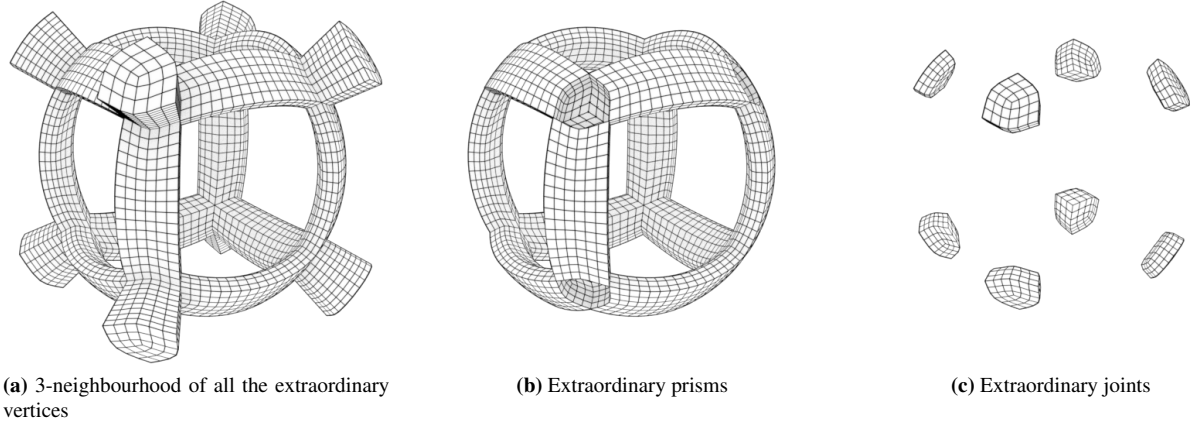 (a) 3-neighbourhood of all the extraordinary
vertices
(b) Extraordinary prisms
(c) Extraordinary joints